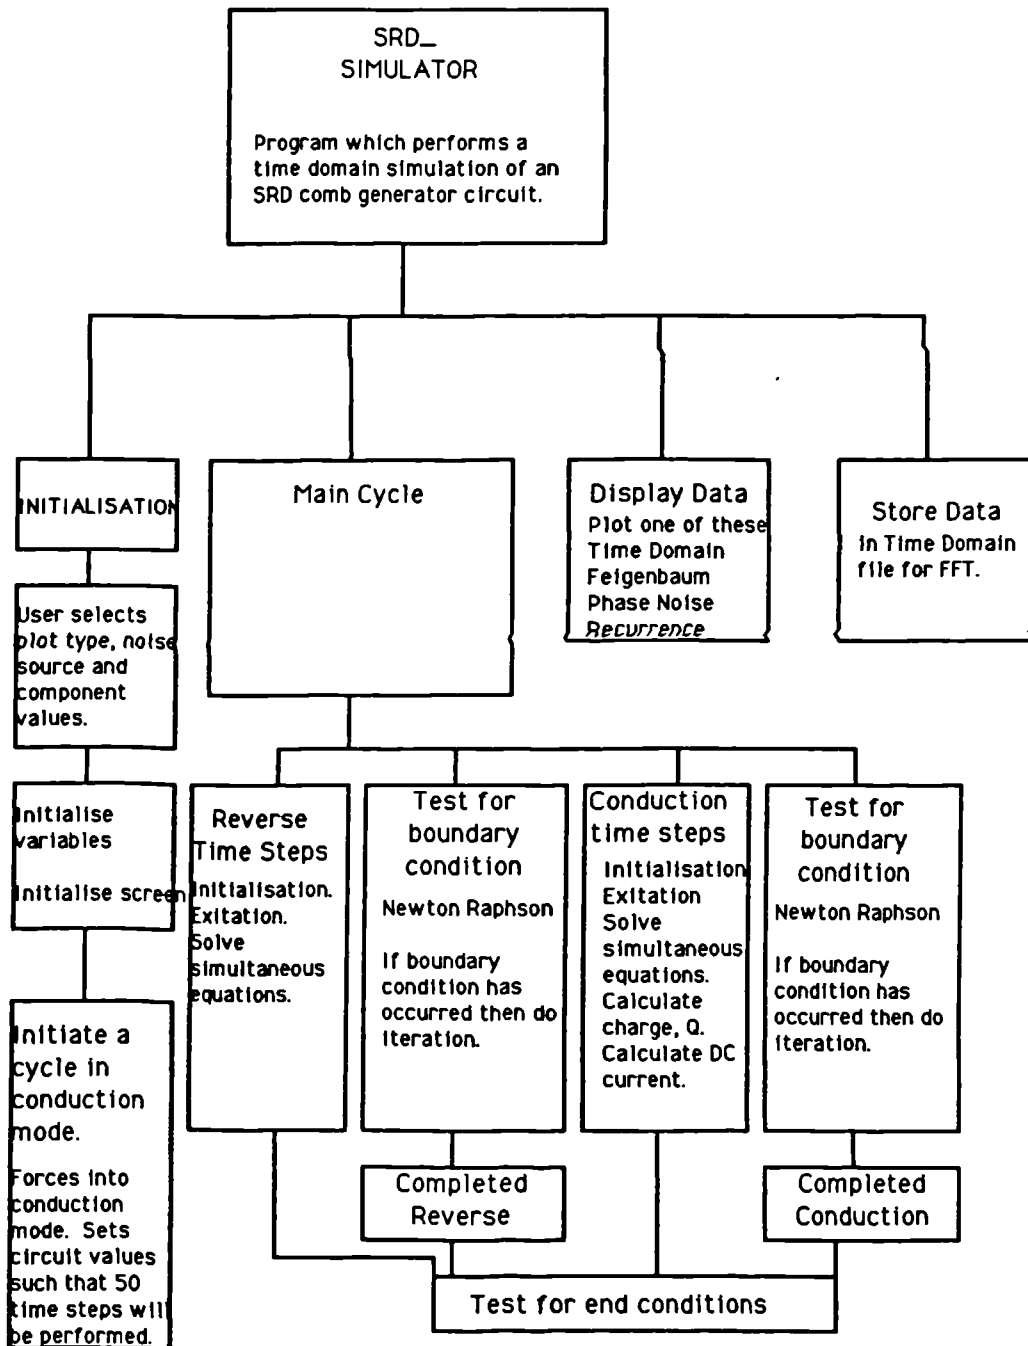 SRD_
SIMULATOR
Program which performs a
time domain simulation of an
SRD comb generator circuit.
INITIALISATION
User selects
plot type, noise
source and
component
values.
Initialise
variables
Initialise screen
Initiate a
cycle in
conduction
mode.
Forces into
conduction
mode. Sets
circuit values
such that 50
time steps will
be performed.
Main Cycle
Display Data
Plot one of these
Time Domain
Feigenbaum
Phase Noise
Recurrence
Store Data
in Time Domain
file for FFT.
Reverse
Time Steps
Initialisation.
Exitation.
Solve
simultaneous
equations.
Test for
boundary
condition
Newton Raphson
If boundary
condition has
occurred then do
iteration.
Conduction
time steps
Initialisation
Exitation
Solve
simultaneous
equations.
Calculate
charge, Q.
Calculate DC
current.
Test for
boundary
condition
Newton Raphson
If boundary
condition has
occurred then do
iteration.
Completed
Reverse
Completed
Conduction
Test for end conditions